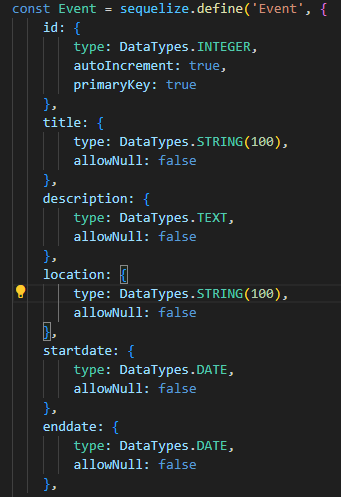 const Event = sequelize.define('Event', {
    id: {
        type: DataTypes.INTEGER,
        autoIncrement: true,
        primaryKey: true
    },
    title: {
        type: DataTypes.STRING(100),
        allowNull: false
    },
    description: {
        type: DataTypes.TEXT,
        allowNull: false
    },
    location: {
        type: DataTypes.STRING(100),
        allowNull: false
    },
    startdate: {
        type: DataTypes.DATE,
        allowNull: false
    },
    enddate: {
        type: DataTypes.DATE,
        allowNull: false
    },